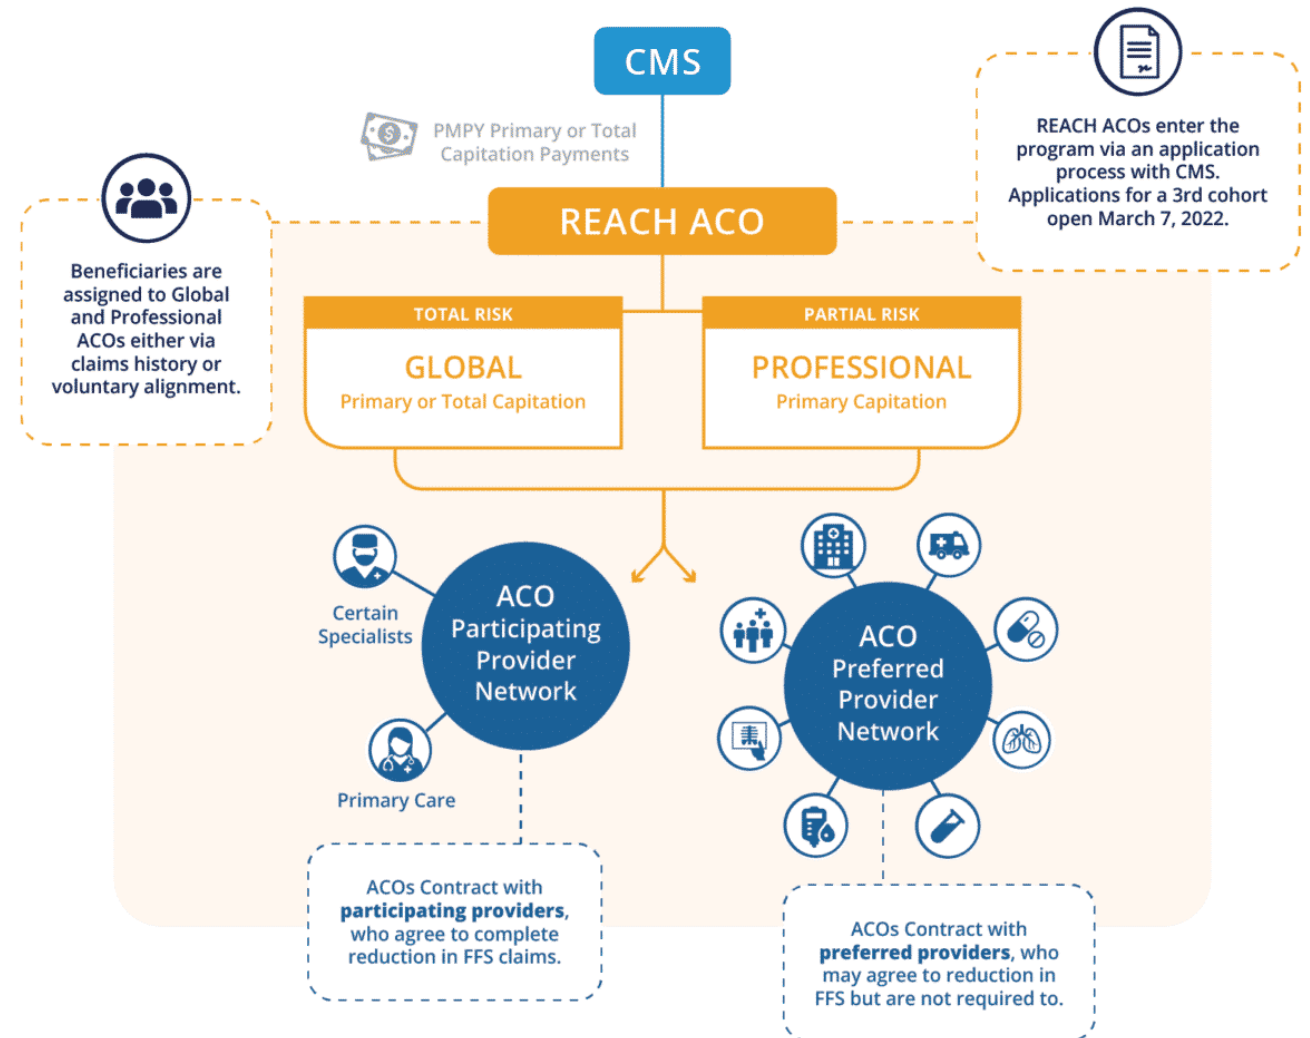 CMS
PMPY Primary or Total
Capitation Payments
REACH ACOs enter the
program via an application
process with CMS.
Applications for a 3rd cohort
open March 7, 2022.
REACH ACO
Beneficiaries are
assigned to Global
and Professional
ACOs either via
claims history or
voluntary alignment.
TOTAL RISK
GLOBAL
Primary or Total Capitation
PARTIAL RISK
PROFESSIONAL
Primary Capitation
Certain
Specialists
Primary Care
ACO
Participating
Provider
Network
ACO
Preferred
Provider
Network
ACOs Contract with
participating providers,
who agree to complete
reduction in FFS claims.
ACOs Contract with
preferred providers, who
may agree to reduction in
FFS but are not required to.